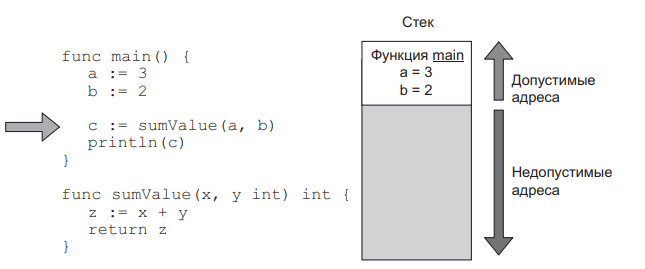 func main() {
a := 3
b := 2
c := sumValue(a, b)
println(c)
}
func sumValue(x, y int) int {
z := x + y
return z
}
Стек
Функция main
a = 3
b = 2
Допустимые
адреса
Недопустимые
адреса